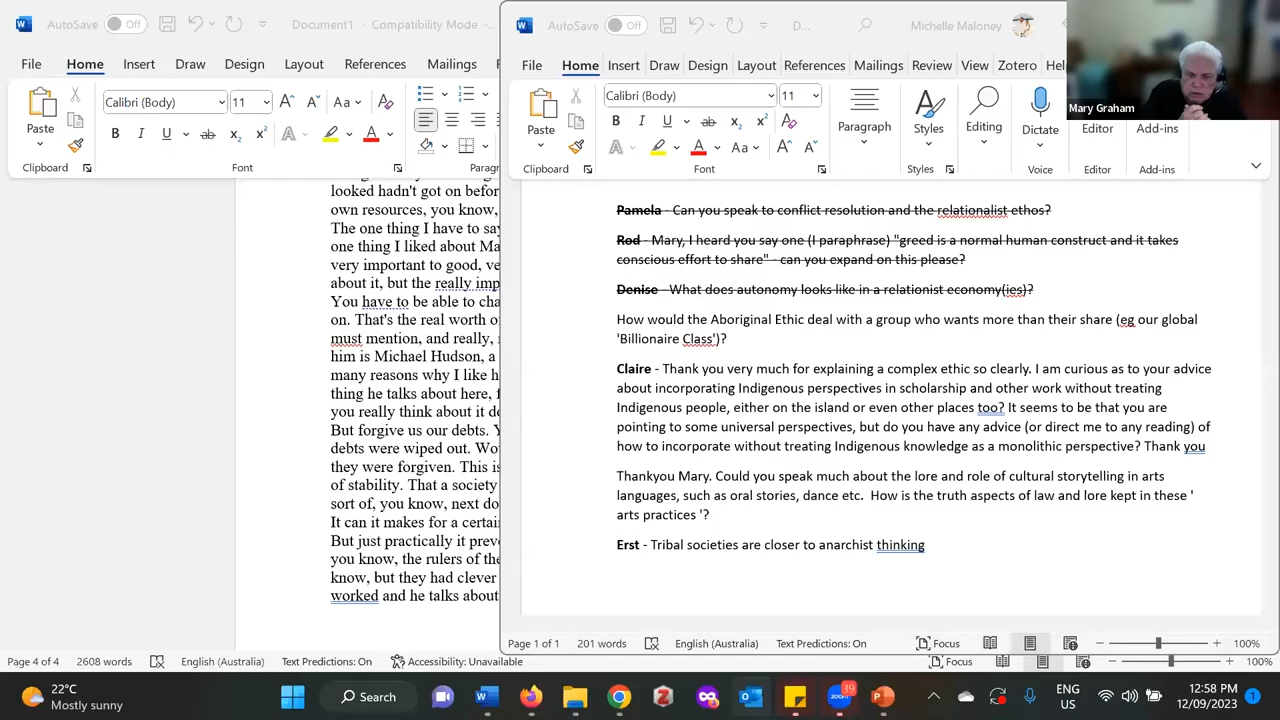 AutoSave Off Document1 - Compatibility Mode
File Home Insert Draw Design Layout References Mailings
Paste Calibri (Body) 11
Clipboard Font Paragr
looked hadn't got on befor
own resources, you know,
The one thing I have to say
one thing I liked about Ma
very important to good, ve
about it, but the really imp
You have to be able to cha
on. That's the real worth o
must mention, and really,
him is Michael Hudson, a
many reasons why I like h
thing he talks about here, f
you really think about it do
But forgive us our debts. Y
debts were wiped out. Wo
they were forgiven. This is
of stability. That a society
sort of, you know, next do
It can it makes for a certain
But just practically it preve
you know, the rulers of the
know, but they had clever
worked and he talks about
Page 4 of 4 2608 words English (Australia) Text Predictions: On Accessibility: Unavailable Focus 100%
AutoSave Off D... Michelle Maloney
File Home Insert Draw Design Layout References Mailings Review View Zotero Hel
Paste Calibri (Body) 11 Paragraph Styles Editing Dictate Editor Add-ins
Clipboard Font Styles Voice Editor Add-ins
Mary Graham
Pamela - Can you speak to conflict resolution and the relationalist ethos?
Rod - Mary, I heard you say one (I paraphrase) "greed is a normal human construct and it takes
conscious effort to share" - can you expand on this please?
Denise - What does autonomy looks like in a relationist economy(ies)?
How would the Aboriginal Ethic deal with a group who wants more than their share (eg our global
'Billionaire Class')?
Claire - Thank you very much for explaining a complex ethic so clearly. I am curious as to your advice
about incorporating Indigenous perspectives in scholarship and other work without treating
Indigenous people, either on the island or even other places too? It seems to be that you are
pointing to some universal perspectives, but do you have any advice (or direct me to any reading) of
how to incorporate without treating Indigenous knowledge as a monolithic perspective? Thank you
Thankyou Mary. Could you speak much about the lore and role of cultural storytelling in arts
languages, such as oral stories, dance etc. How is the truth aspects of law and lore kept in these '
arts practices '?
Erst - Tribal societies are closer to anarchist thinking
Page 1 of 1 201 words English (Australia) Text Predictions: On Focus 100%
22°C
Mostly sunny
Search
39
ENG
US
12:58 PM
12/09/2023
1